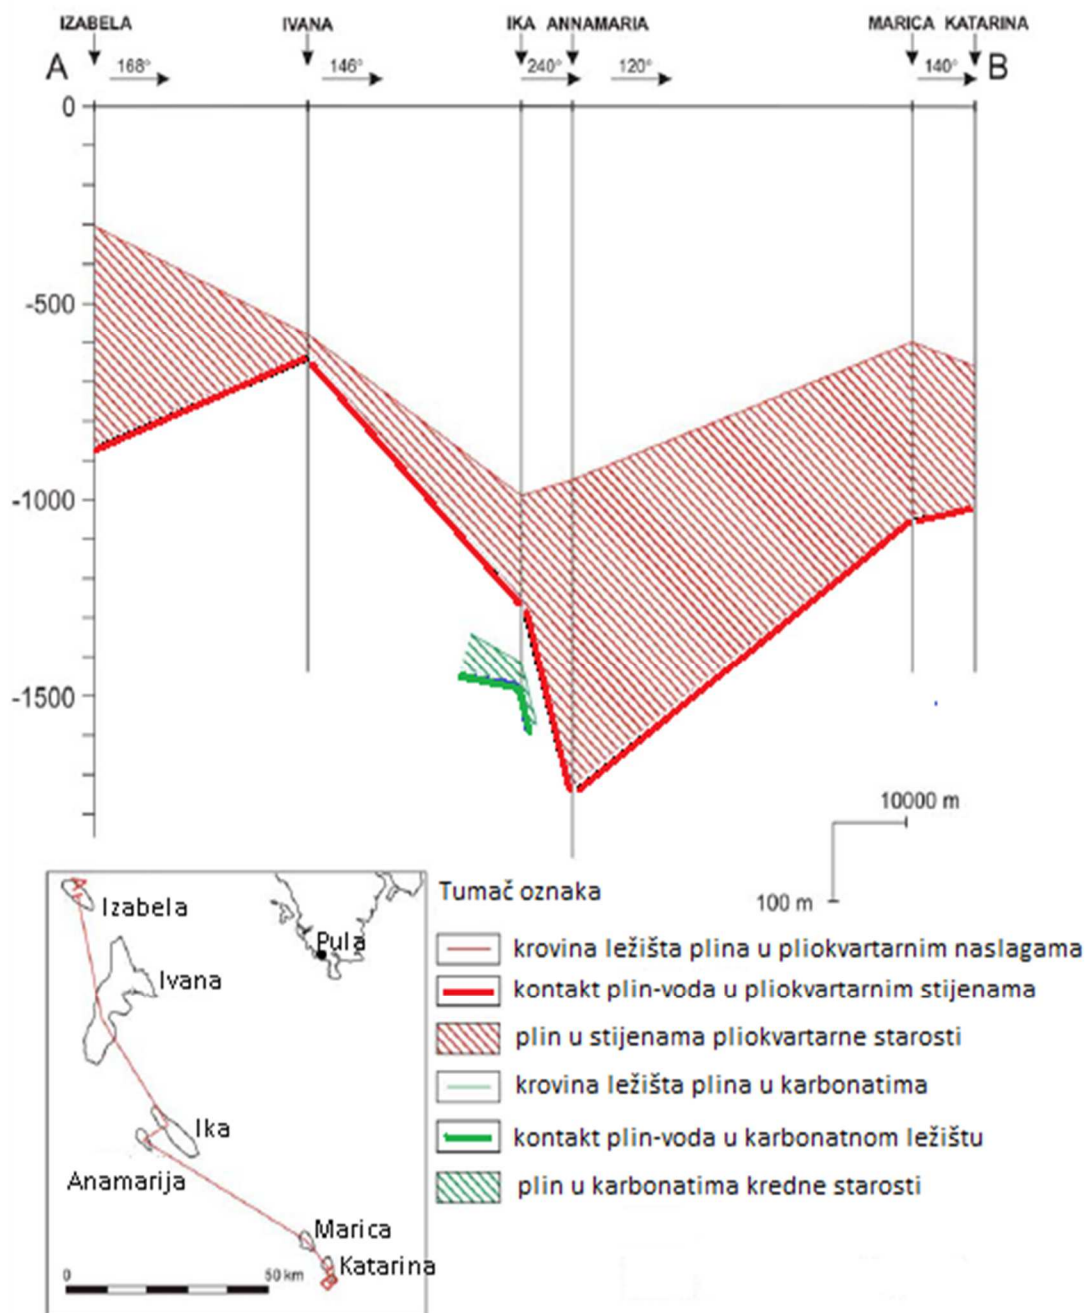 IZABELA IVANA IKA ANNAMARIA MARICA KATARINA
A 168° 146° 240° 120° 140° B
0
-500
-1000
-1500
10000 m
100 m
A
Izabela
Pula
Ivana
Ika
Anamarija
Marica
Katarina
B
0 50 km
Tumač oznaka
krovina ležišta plina u pliokvartarnim naslagama
kontakt plin-voda u pliokvartarnim stijenama
plin u stijenama pliokvartarne starosti
krovina ležišta plina u karbonatima
kontakt plin-voda u karbonatnom ležištu
plin u karbonatima kredne starosti